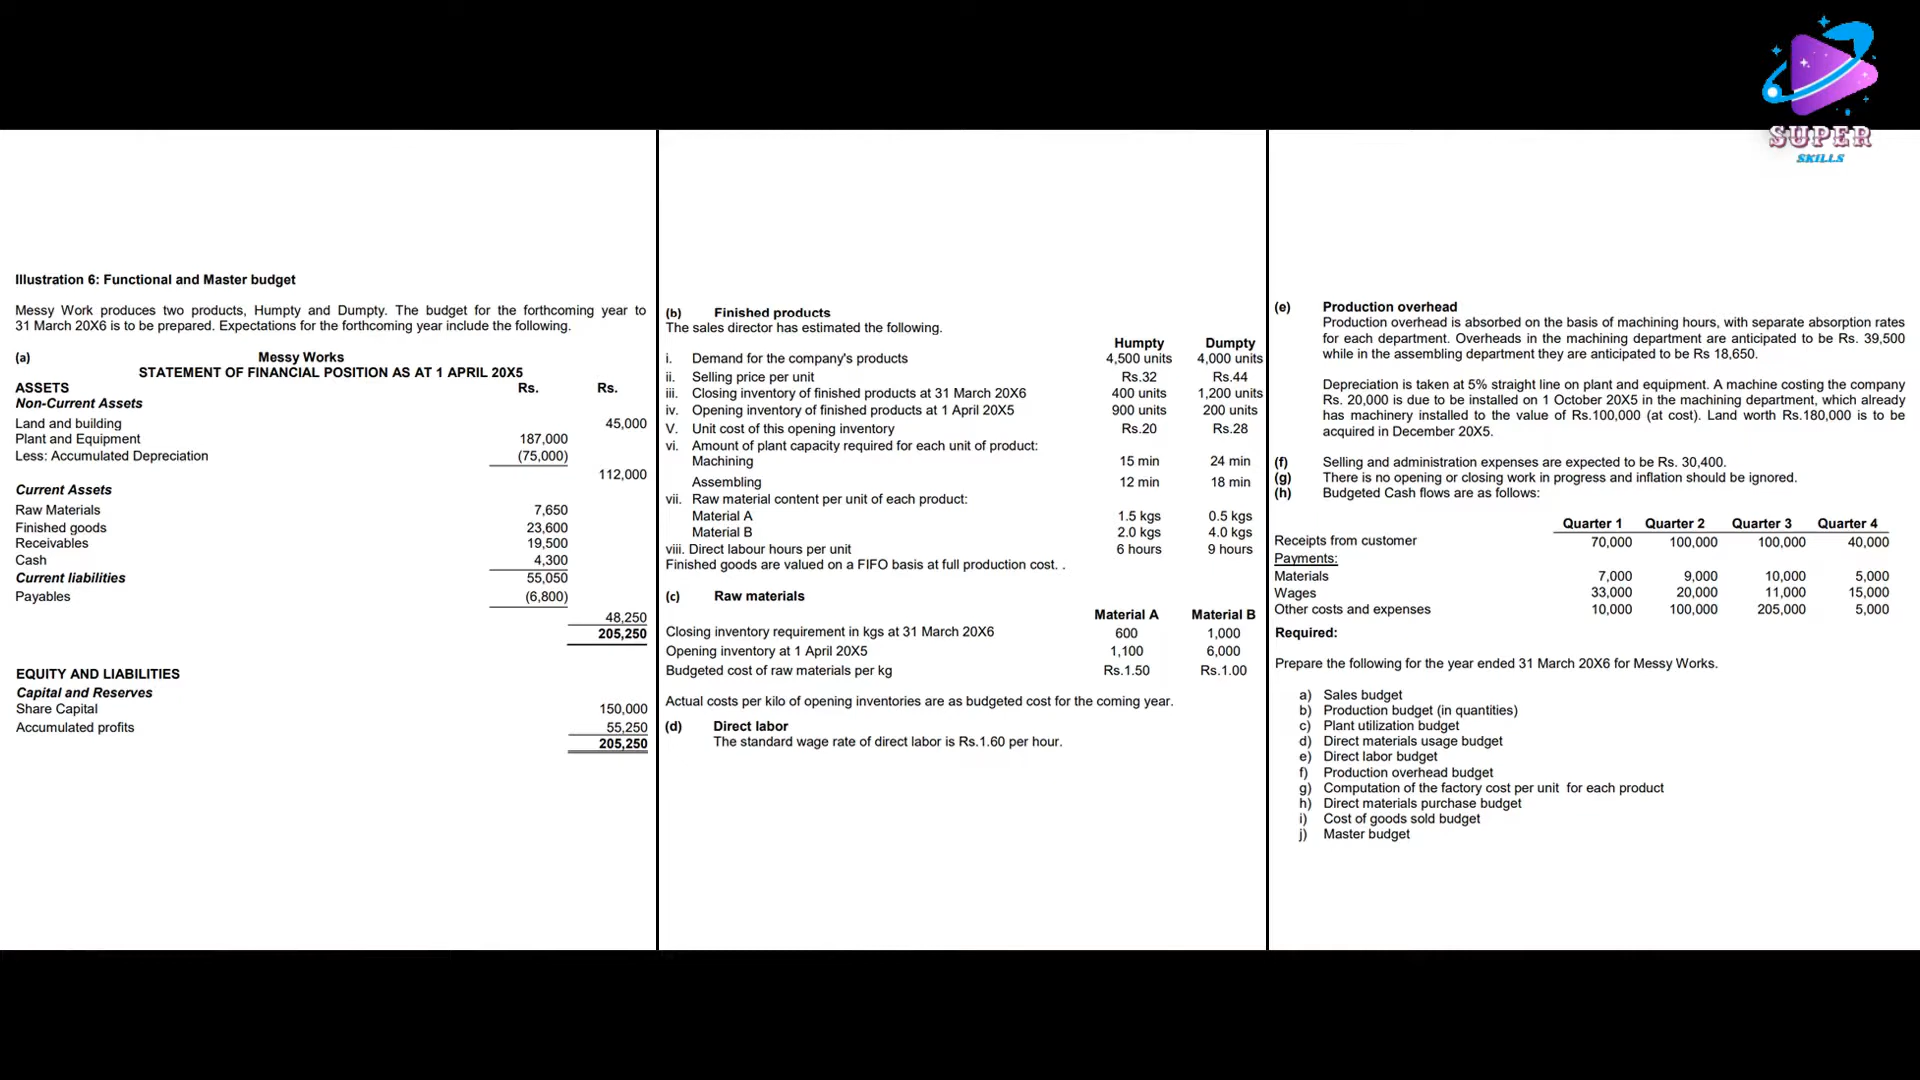 SUPER
SKILLS
Illustration 6: Functional and Master budget
Messy Work produces two products, Humpty and Dumpty. The budget for the forthcoming year to
31 March 20X6 is to be prepared. Expectations for the forthcoming year include the following.
(a) Messy Works
STATEMENT OF FINANCIAL POSITION AS AT 1 APRIL 20X5
ASSETS Rs. Rs.
Non-Current Assets
Land and building 45,000
Plant and Equipment 187,000
Less: Accumulated Depreciation (75,000)
112,000
Current Assets
Raw Materials 7,650
Finished goods 23,600
Receivables 19,500
Cash 4,300
Current liabilities 55,050
Payables (6,800)
48,250
205,250
EQUITY AND LIABILITIES
Capital and Reserves
Share Capital 150,000
Accumulated profits 55,250
205,250
(b) Finished products
The sales director has estimated the following.
Humpty Dumpty
i. Demand for the company's products 4,500 units 4,000 units
ii. Selling price per unit Rs.32 Rs.44
iii. Closing inventory of finished products at 31 March 20X6 400 units 1,200 units
iv. Opening inventory of finished products at 1 April 20X5 900 units 200 units
V. Unit cost of this opening inventory Rs.20 Rs.28
vi. Amount of plant capacity required for each unit of product:
Machining 15 min 24 min
Assembling 12 min 18 min
vii. Raw material content per unit of each product:
Material A 1.5 kgs 0.5 kgs
Material B 2.0 kgs 4.0 kgs
viii. Direct labour hours per unit 6 hours 9 hours
Finished goods are valued on a FIFO basis at full production cost. .
(c) Raw materials
Material A Material B
Closing inventory requirement in kgs at 31 March 20X6 600 1,000
Opening inventory at 1 April 20X5 1,100 6,000
Budgeted cost of raw materials per kg Rs.1.50 Rs.1.00
Actual costs per kilo of opening inventories are as budgeted cost for the coming year.
(d) Direct labor
The standard wage rate of direct labor is Rs.1.60 per hour.
(e) Production overhead
Production overhead is absorbed on the basis of machining hours, with separate absorption rates
for each department. Overheads in the machining department are anticipated to be Rs. 39,500
while in the assembling department they are anticipated to be Rs 18,650.
Depreciation is taken at 5% straight line on plant and equipment. A machine costing the company
Rs. 20,000 is due to be installed on 1 October 20X5 in the machining department, which already
has machinery installed to the value of Rs.100,000 (at cost). Land worth Rs.180,000 is to be
acquired in December 20X5.
(f) Selling and administration expenses are expected to be Rs. 30,400.
(g) There is no opening or closing work in progress and inflation should be ignored.
(h) Budgeted Cash flows are as follows:
Quarter 1 Quarter 2 Quarter 3 Quarter 4
Receipts from customer 70,000 100,000 100,000 40,000
Payments:
Materials 7,000 9,000 10,000 5,000
Wages 33,000 20,000 11,000 15,000
Other costs and expenses 10,000 100,000 205,000 5,000
Required:
Prepare the following for the year ended 31 March 20X6 for Messy Works.
a) Sales budget
b) Production budget (in quantities)
c) Plant utilization budget
d) Direct materials usage budget
e) Direct labor budget
f) Production overhead budget
g) Computation of the factory cost per unit for each product
h) Direct materials purchase budget
i) Cost of goods sold budget
j) Master budget